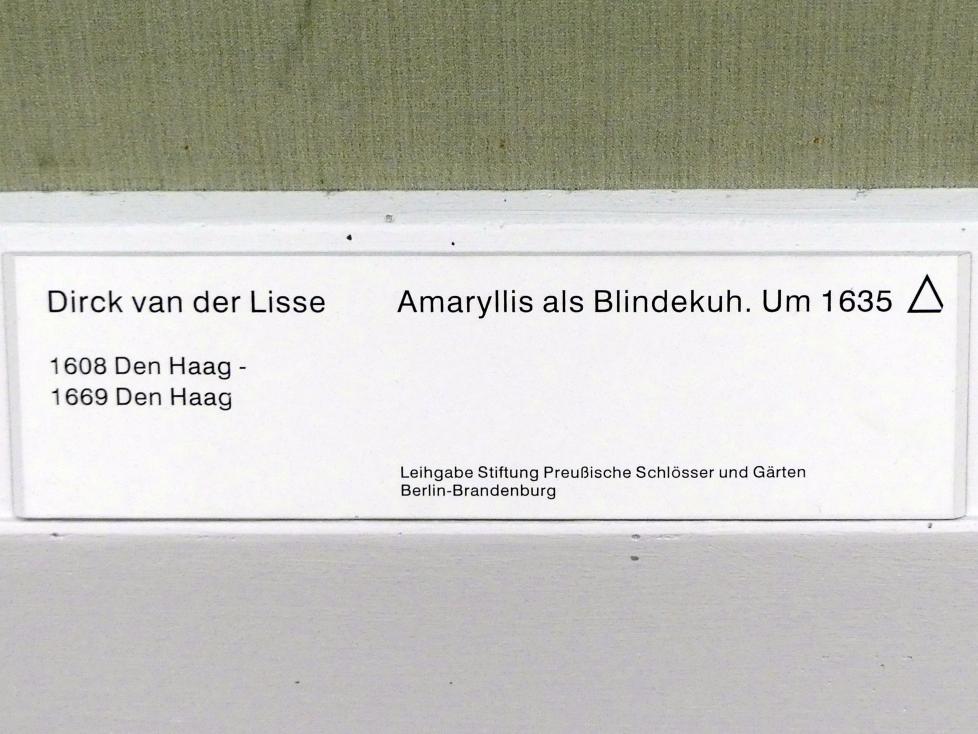 Dirck van der Lisse
Amaryllis als Blindekuh. Um 1635 △
1608 Den Haag -
1669 Den Haag
Leihgabe Stiftung Preußische Schlösser und Gärten
Berlin-Brandenburg